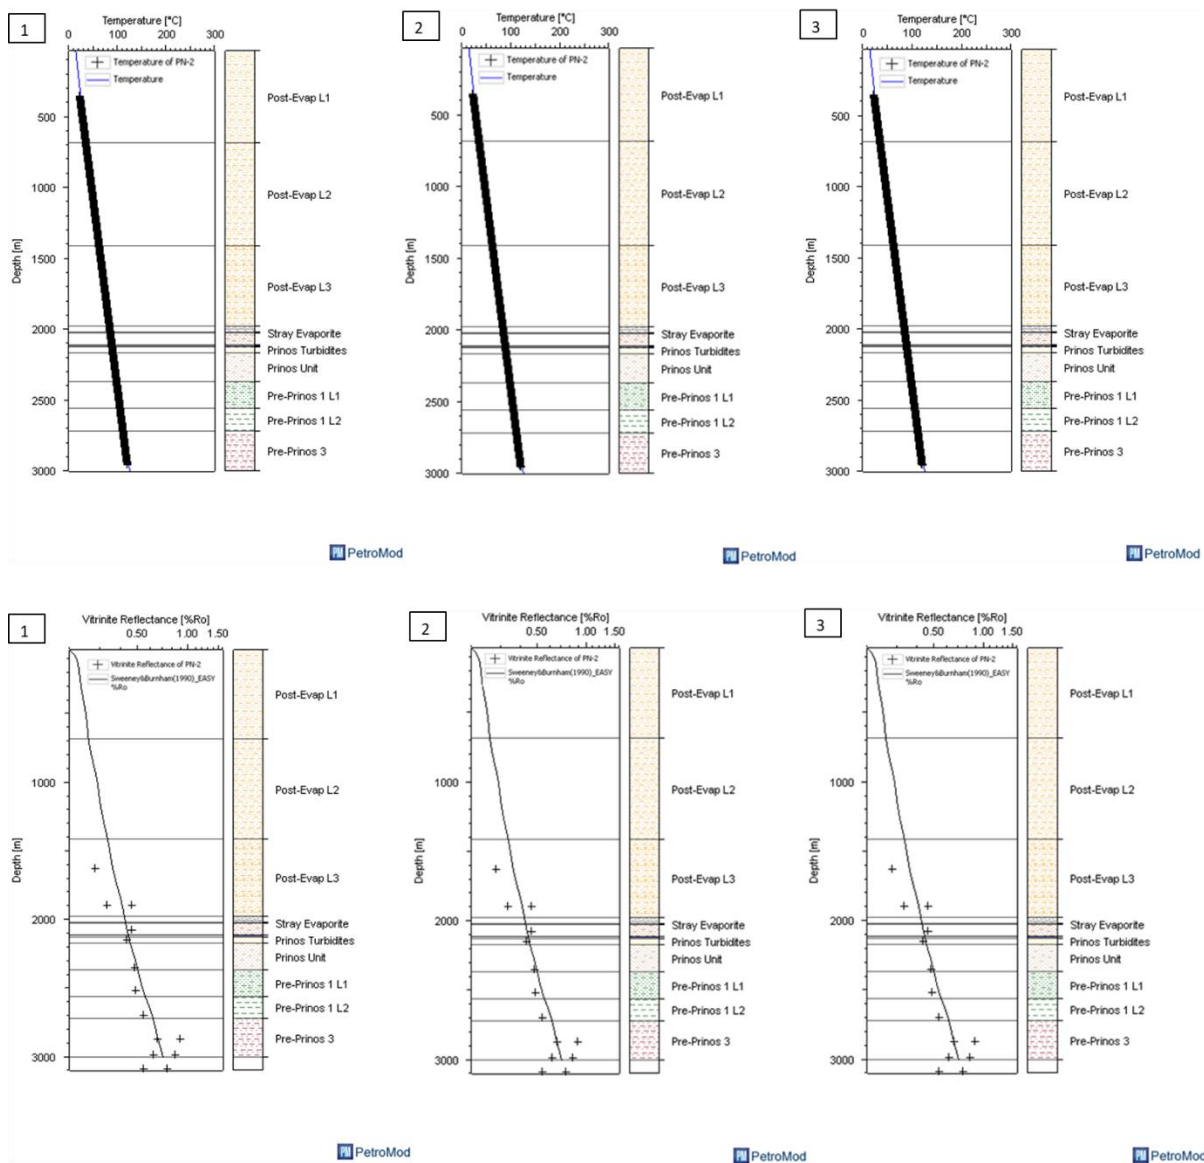 1
Temperature [°C]
0 100 200 300
Temperature of PN-2
Temperature
Depth [m]
500
1000
1500
2000
2500
3000
Post-Evap L1
Post-Evap L2
Post-Evap L3
Stray Evaporite
Prinos Turbidites
Prinos Unit
Pre-Prinos 1 L1
Pre-Prinos 1 L2
Pre-Prinos 3
PM PetroMod
2
Temperature [°C]
0 100 200 300
Temperature of PN-2
Temperature
Depth [m]
500
1000
1500
2000
2500
3000
Post-Evap L1
Post-Evap L2
Post-Evap L3
Stray Evaporite
Prinos Turbidites
Prinos Unit
Pre-Prinos 1 L1
Pre-Prinos 1 L2
Pre-Prinos 3
PM PetroMod
3
Temperature [°C]
0 100 200 300
Temperature of PN-2
Temperature
Depth [m]
500
1000
1500
2000
2500
3000
Post-Evap L1
Post-Evap L2
Post-Evap L3
Stray Evaporite
Prinos Turbidites
Prinos Unit
Pre-Prinos 1 L1
Pre-Prinos 1 L2
Pre-Prinos 3
PM PetroMod
1
Vitrinite Reflectance [%Ro]
0.50 1.00 1.50
Vitrinite Reflectance of PN-2
Sweeney&Burnham(1990)_EASY
%Ro
Depth [m]
1000
2000
3000
Post-Evap L1
Post-Evap L2
Post-Evap L3
Stray Evaporite
Prinos Turbidites
Prinos Unit
Pre-Prinos 1 L1
Pre-Prinos 1 L2
Pre-Prinos 3
PM PetroMod
2
Vitrinite Reflectance [%Ro]
0.50 1.00 1.50
Vitrinite Reflectance of PN-2
Sweeney&Burnham(1990)_EASY
%Ro
Depth [m]
1000
2000
3000
Post-Evap L1
Post-Evap L2
Post-Evap L3
Stray Evaporite
Prinos Turbidites
Prinos Unit
Pre-Prinos 1 L1
Pre-Prinos 1 L2
Pre-Prinos 3
PM PetroMod
3
Vitrinite Reflectance [%Ro]
0.50 1.00 1.50
Vitrinite Reflectance of PN-2
Sweeney&Burnham(1990)_EASY
%Ro
Depth [m]
1000
2000
3000
Post-Evap L1
Post-Evap L2
Post-Evap L3
Stray Evaporite
Prinos Turbidites
Prinos Unit
Pre-Prinos 1 L1
Pre-Prinos 1 L2
Pre-Prinos 3
PM PetroMod